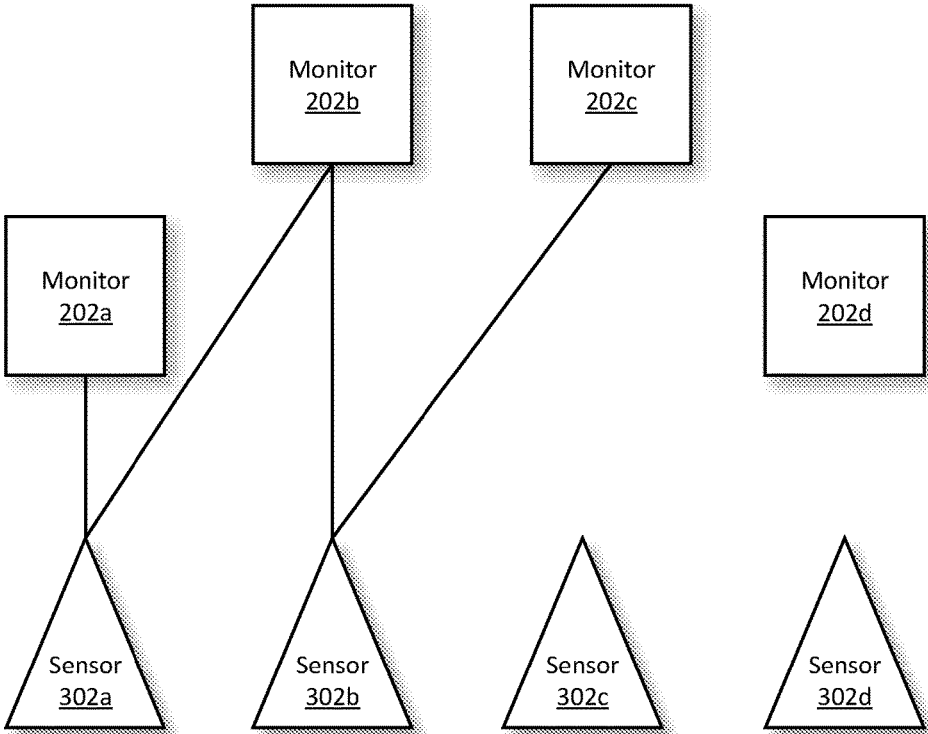 Monitor
202b
Monitor
202c
Monitor
202a
Monitor
202d
Sensor
302a
Sensor
302b
Sensor
302c
Sensor
302d